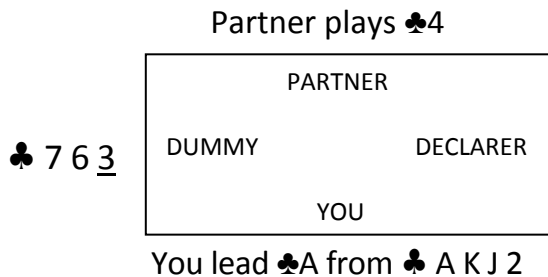 Partner plays ♣4
PARTNER
♣ 7 6 3
DUMMY
DECLARER
YOU
You lead ♣A from ♣ A K J 2